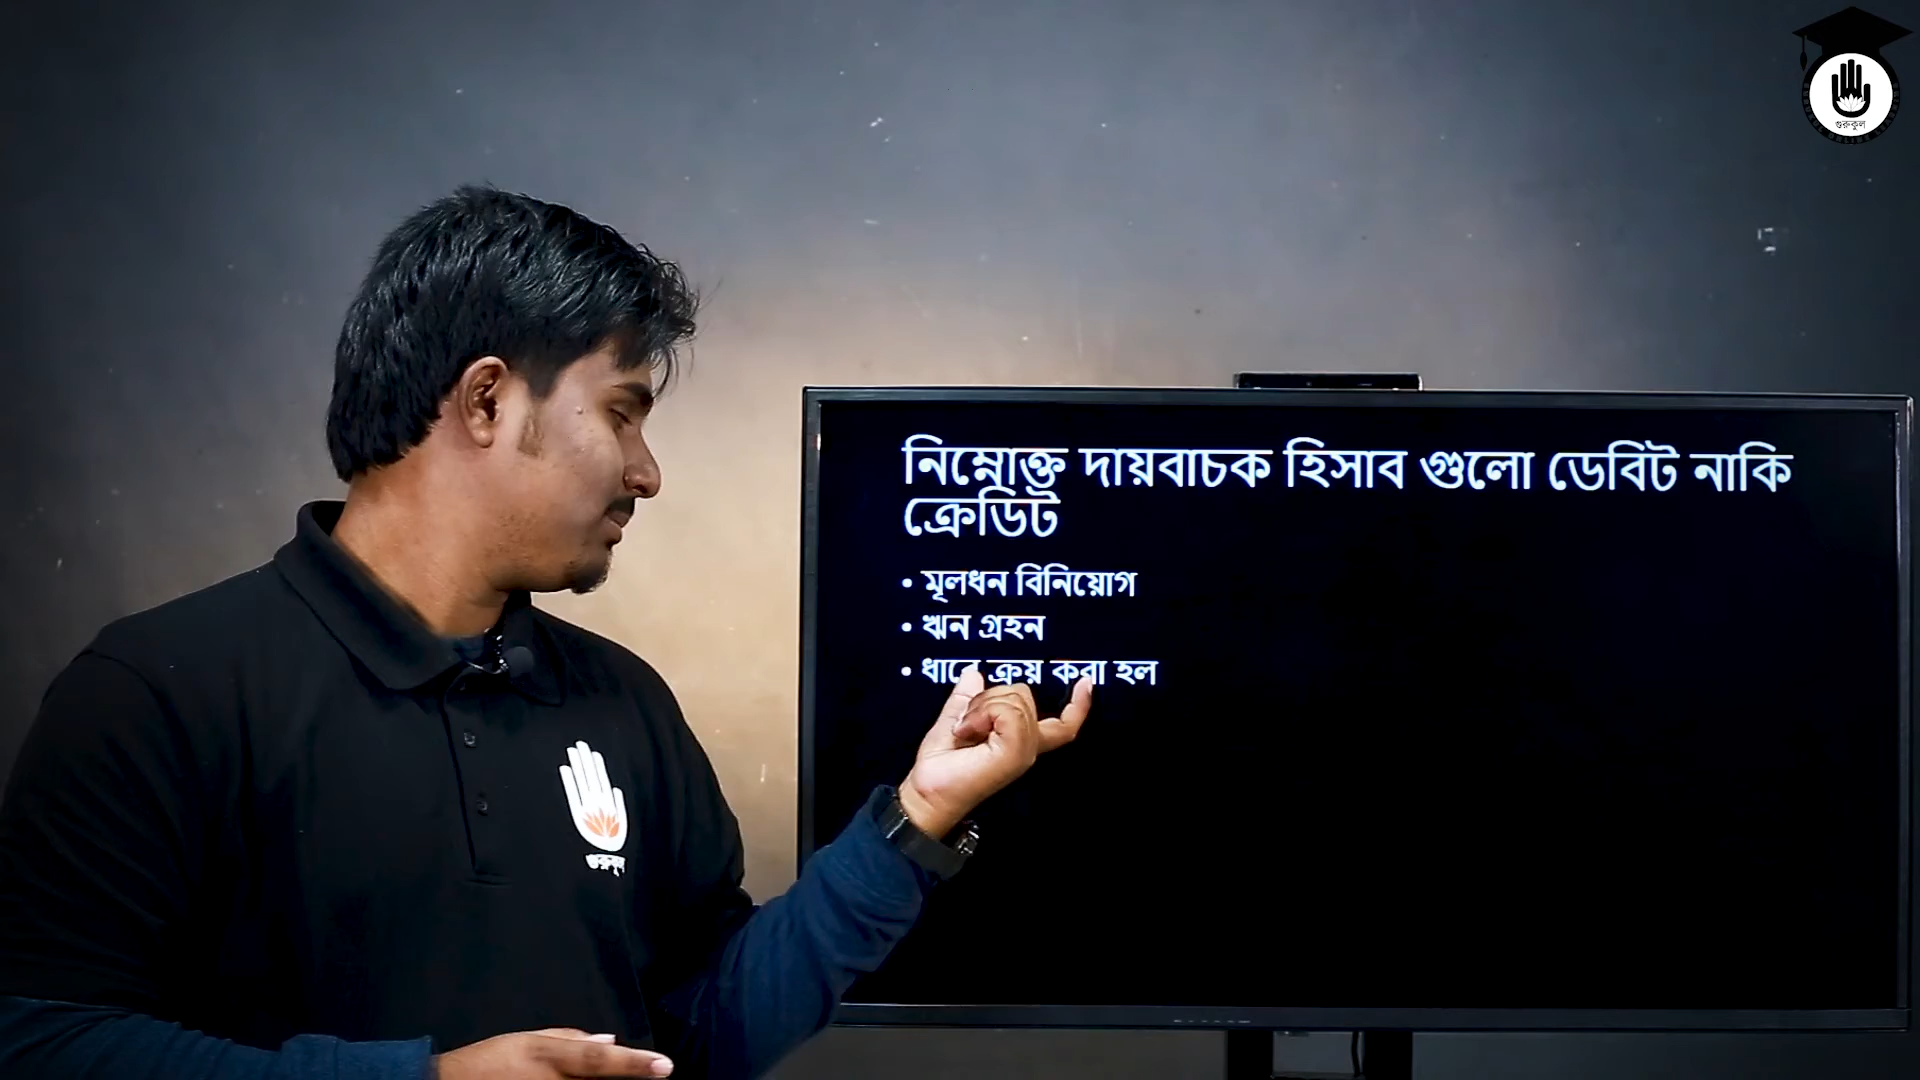 গুরুকুল
নিম্নোক্ত দায়বাচক হিসাব গুলো ডেবিট নাকি
ক্রেডিট
• মূলধন বিনিয়োগ
• ঋন গ্রহন
• ধারে ক্রয় করা হল
গুরুকুল